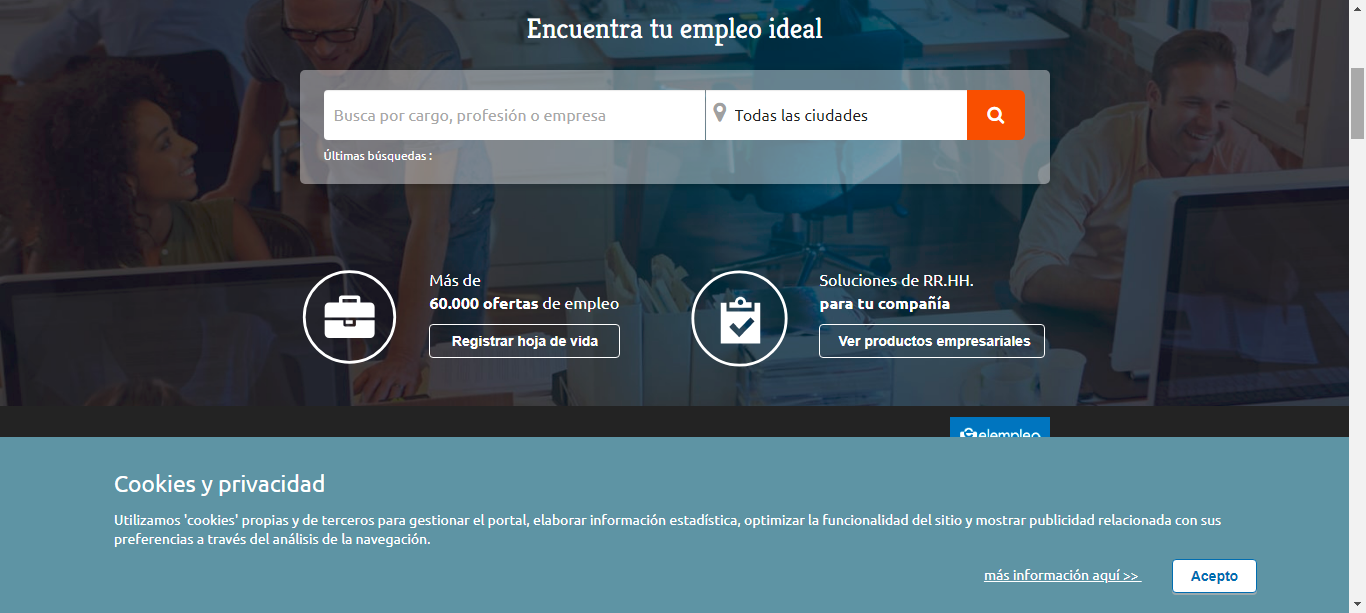 Encuentra tu empleo ideal
Busca por cargo, profesión o empresa
Todas las ciudades
Últimas búsquedas :
Más de
60.000 ofertas de empleo
Registrar hoja de vida
Soluciones de RR.HH.
para tu compañía
Ver productos empresariales
elempleo
Cookies y privacidad
Utilizamos 'cookies' propias y de terceros para gestionar el portal, elaborar información estadística, optimizar la funcionalidad del sitio y mostrar publicidad relacionada con sus
preferencias a través del análisis de la navegación.
más información aquí >>
Acepto